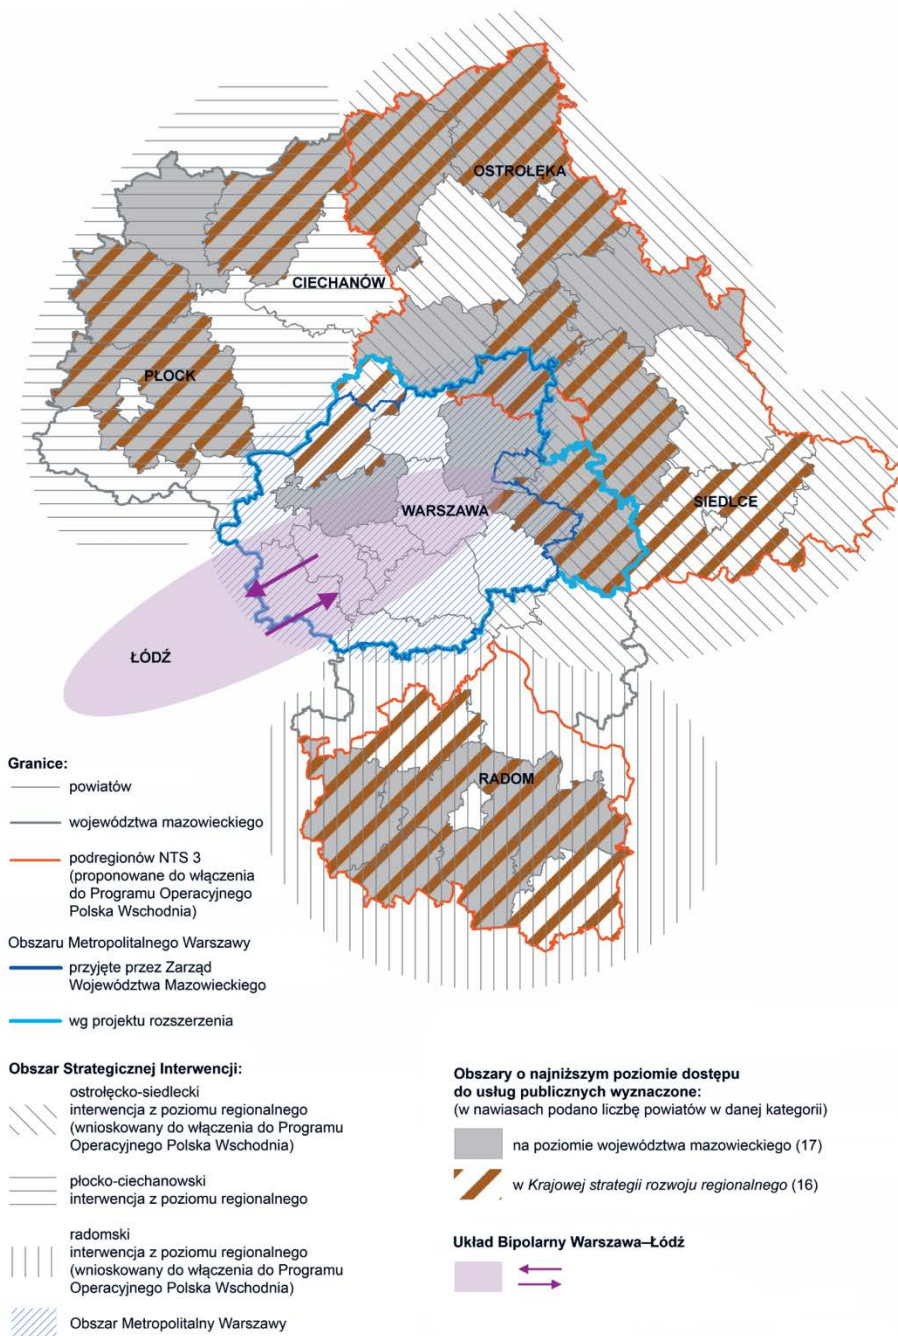 OSTROŁĘKA
CIECHANÓW
PŁOCK
WARSZAWA
SIEDLCE
ŁÓDŹ
RADOM
Granice:
powiatów
województwa mazowieckiego
podregionów NTS 3
(proponowane do włączenia
do Programu Operacyjnego
Polska Wschodnia)
Obszaru Metropolitalnego Warszawy
przyjęte przez Zarząd
Województwa Mazowieckiego
wg projektu rozszerzenia
Obszar Strategicznej Interwencji:
ostrołęcko-siedlecki
interwencja z poziomu regionalnego
(wnioskowany do włączenia do Programu
Operacyjnego Polska Wschodnia)
płocko-ciechanowski
interwencja z poziomu regionalnego
radomski
interwencja z poziomu regionalnego
(wnioskowany do włączenia do Programu
Operacyjnego Polska Wschodnia)
Obszar Metropolitalny Warszawy
Obszary o najniższym poziomie dostępu
do usług publicznych wyznaczone:
(w nawiasach podano liczbę powiatów w danej kategorii)
na poziomie województwa mazowieckiego (17)
w Krajowej strategii rozwoju regionalnego (16)
Układ Bipolarny Warszawa–Łódź